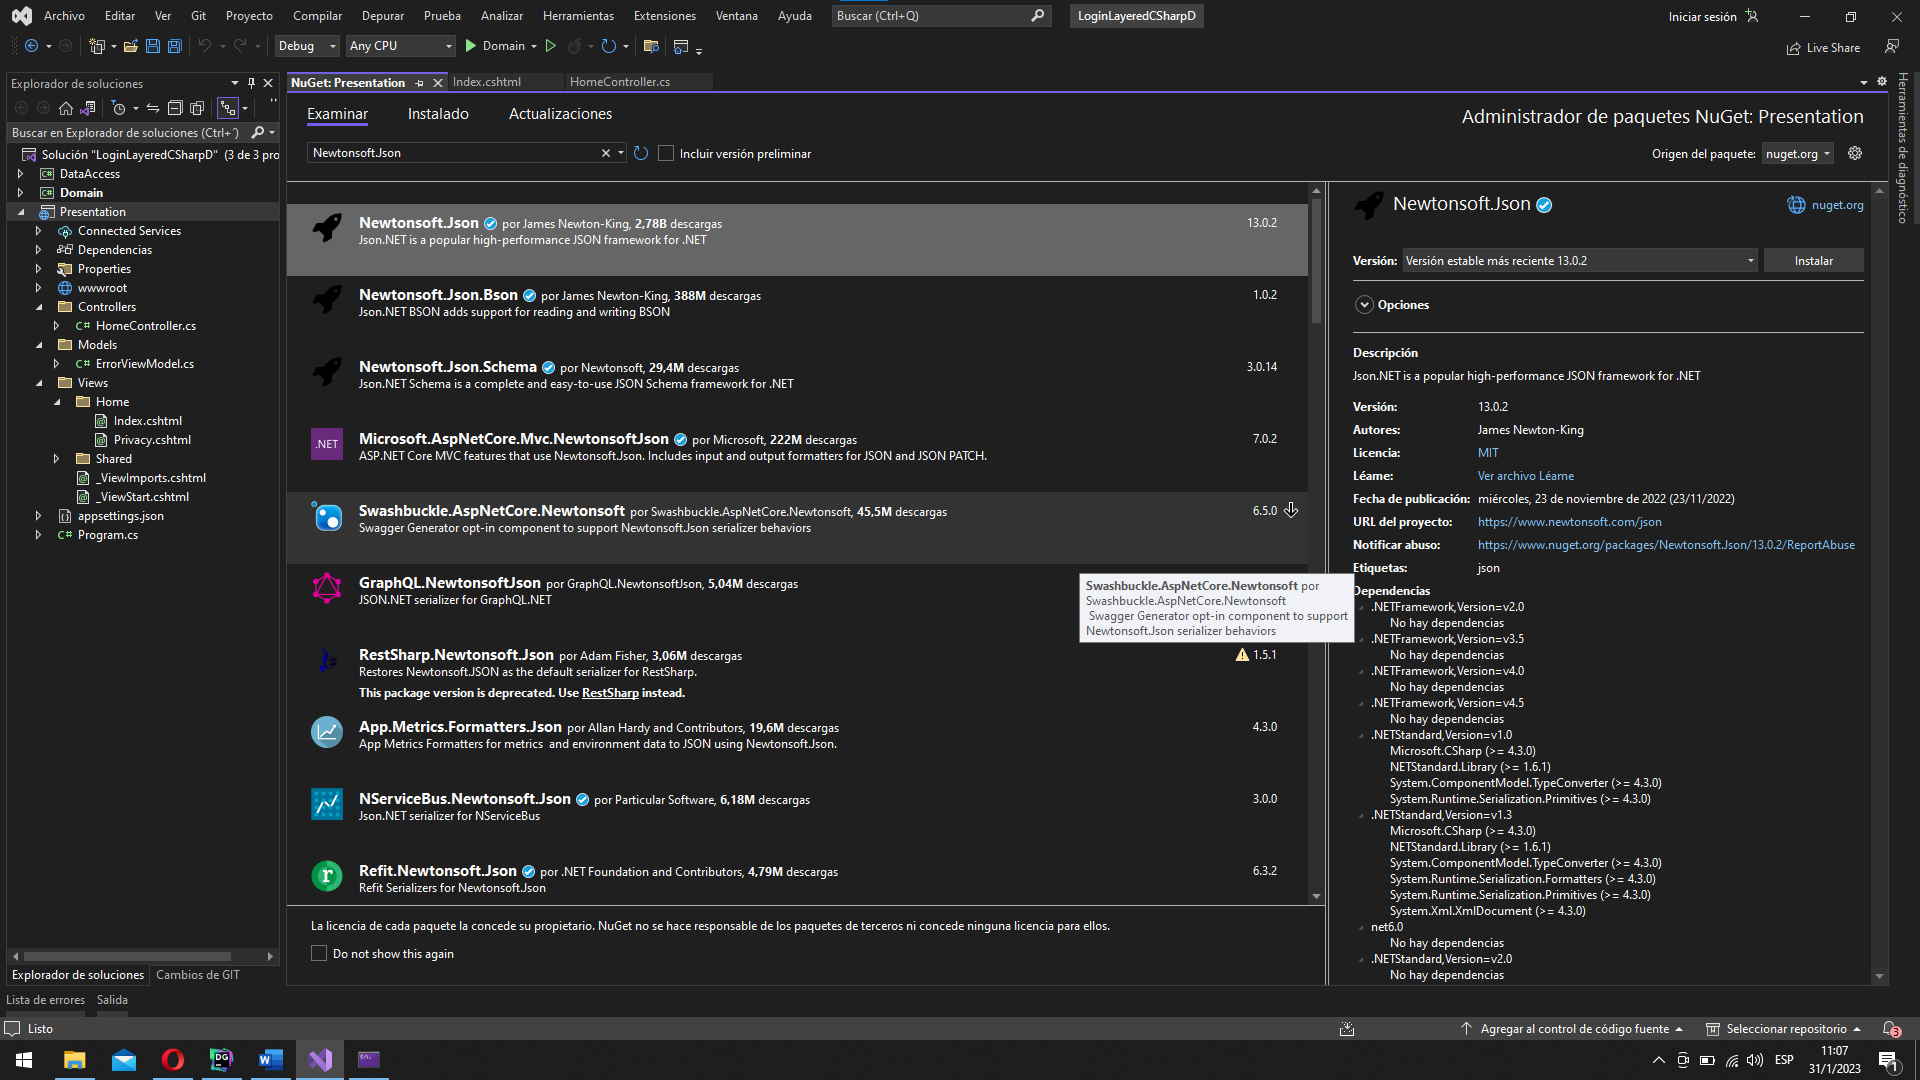 Archivo Editar Ver Git Proyecto Compilar Depurar Prueba Analizar Herramientas Extensiones Ventana Ayuda Buscar (Ctrl+Q) LoginLayeredCSharpD Iniciar sesión
Debug Any CPU Domain Live Share
Explorador de soluciones
Buscar en Explorador de soluciones (Ctrl+´)
Solución "LoginLayeredCSharpD" (3 de 3 pro
DataAccess
Domain
Presentation
Connected Services
Dependencias
Properties
wwwroot
Controllers
C# HomeController.cs
Models
C# ErrorViewModel.cs
Views
Home
Index.cshtml
Privacy.cshtml
Shared
_ViewImports.cshtml
_ViewStart.cshtml
appsettings.json
C# Program.cs
Explorador de soluciones Cambios de GIT
Lista de errores Salida
NuGet: Presentation Index.cshtml HomeController.cs
Examinar Instalado Actualizaciones
Administrador de paquetes NuGet: Presentation
Newtonsoft.Json Incluir versión preliminar
Origen del paquete: nuget.org
Newtonsoft.Json por James Newton-King, 2,78B descargas 13.0.2
Json.NET is a popular high-performance JSON framework for .NET
Newtonsoft.Json.Bson por James Newton-King, 388M descargas 1.0.2
Json.NET BSON adds support for reading and writing BSON
Newtonsoft.Json.Schema por Newtonsoft, 29,4M descargas 3.0.14
Json.NET Schema is a complete and easy-to-use JSON Schema framework for .NET
.NET
Microsoft.AspNetCore.Mvc.NewtonsoftJson por Microsoft, 222M descargas 7.0.2
ASP.NET Core MVC features that use Newtonsoft.Json. Includes input and output formatters for JSON and JSON PATCH.
Swashbuckle.AspNetCore.Newtonsoft por Swashbuckle.AspNetCore.Newtonsoft, 45,5M descargas 6.5.0
Swagger Generator opt-in component to support Newtonsoft.Json serializer behaviors
GraphQL.NewtonsoftJson por GraphQL.NewtonsoftJson, 5,04M descargas
JSON.NET serializer for GraphQL.NET
Swashbuckle.AspNetCore.Newtonsoft por
Swashbuckle.AspNetCore.Newtonsoft
Swagger Generator opt-in component to support
Newtonsoft.Json serializer behaviors
RestSharp.Newtonsoft.Json por Adam Fisher, 3,06M descargas 1.5.1
Restores Newtonsoft.JSON as the default serializer for RestSharp.
This package version is deprecated. Use RestSharp instead.
App.Metrics.Formatters.Json por Allan Hardy and Contributors, 19,6M descargas 4.3.0
App Metrics Formatters for metrics and environment data to JSON using Newtonsoft.Json.
NServiceBus.Newtonsoft.Json por Particular Software, 6,18M descargas 3.0.0
Json.NET serializer for NServiceBus
Refit.Newtonsoft.Json por .NET Foundation and Contributors, 4,79M descargas 6.3.2
Refit Serializers for Newtonsoft.Json
La licencia de cada paquete la concede su propietario. NuGet no se hace responsable de los paquetes de terceros ni concede ninguna licencia para ellos.
Do not show this again
Newtonsoft.Json nuget.org
Versión: Versión estable más reciente 13.0.2 Instalar
Opciones
Descripción
Json.NET is a popular high-performance JSON framework for .NET
Versión: 13.0.2
Autores: James Newton-King
Licencia: MIT
Léame: Ver archivo Léame
Fecha de publicación: miércoles, 23 de noviembre de 2022 (23/11/2022)
URL del proyecto: https://www.newtonsoft.com/json
Notificar abuso: https://www.nuget.org/packages/Newtonsoft.Json/13.0.2/ReportAbuse
Etiquetas: json
Dependencias
.NETFramework,Version=v2.0
No hay dependencias
.NETFramework,Version=v3.5
No hay dependencias
.NETFramework,Version=v4.0
No hay dependencias
.NETFramework,Version=v4.5
No hay dependencias
.NETStandard,Version=v1.0
Microsoft.CSharp (>= 4.3.0)
NETStandard.Library (>= 1.6.1)
System.ComponentModel.TypeConverter (>= 4.3.0)
System.Runtime.Serialization.Primitives (>= 4.3.0)
.NETStandard,Version=v1.3
Microsoft.CSharp (>= 4.3.0)
NETStandard.Library (>= 1.6.1)
System.ComponentModel.TypeConverter (>= 4.3.0)
System.Runtime.Serialization.Formatters (>= 4.3.0)
System.Runtime.Serialization.Primitives (>= 4.3.0)
System.Xml.XmlDocument (>= 4.3.0)
net6.0
No hay dependencias
.NETStandard,Version=v2.0
No hay dependencias
Herramientas de diagnóstico
Listo Agregar al control de código fuente Seleccionar repositorio 3
DG W ESP 11:07
31/1/2023 1